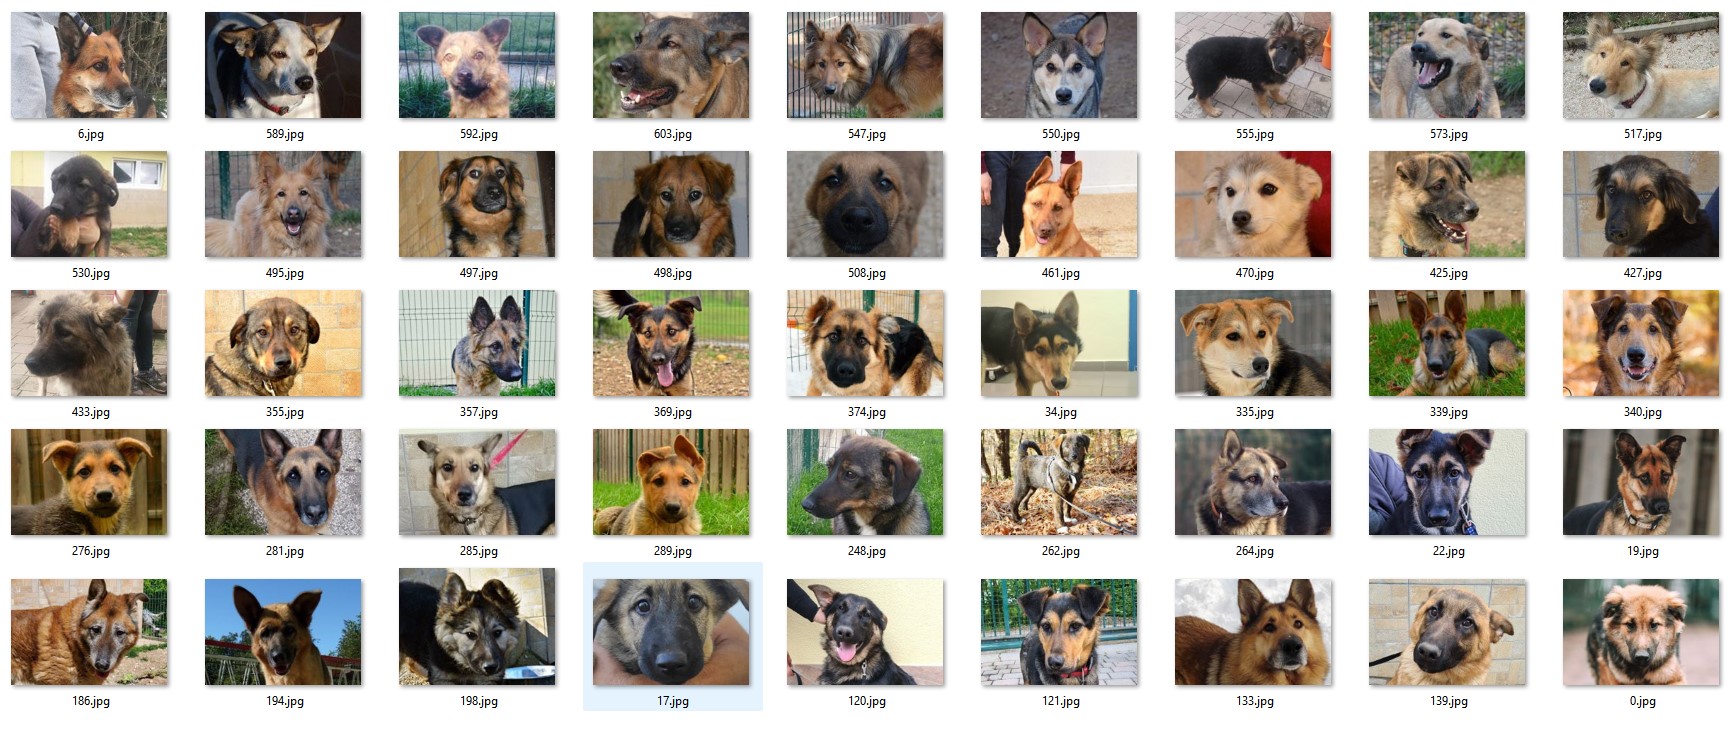 6.jpg 589.jpg 592.jpg 603.jpg 547.jpg 550.jpg 555.jpg 573.jpg 517.jpg
530.jpg 495.jpg 497.jpg 498.jpg 508.jpg 461.jpg 470.jpg 425.jpg 427.jpg
433.jpg 355.jpg 357.jpg 369.jpg 374.jpg 34.jpg 335.jpg 339.jpg 340.jpg
276.jpg 281.jpg 285.jpg 289.jpg 248.jpg 262.jpg 264.jpg 22.jpg 19.jpg
186.jpg 194.jpg 198.jpg 17.jpg 120.jpg 121.jpg 133.jpg 139.jpg 0.jpg